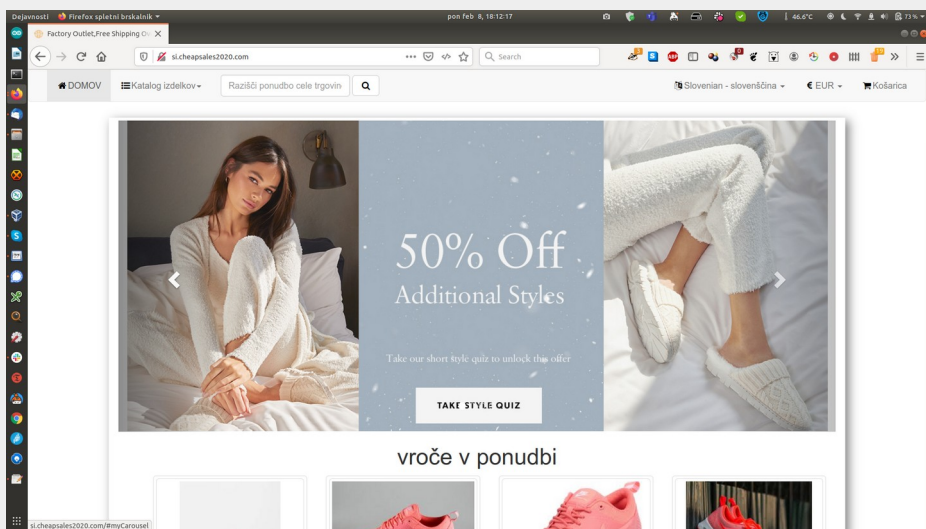 Dejavnosti Firefox spletni brskalnik pon feb 8, 18:12:17 46.6°C 73 %
Factory Outlet,Free Shipping Ov
si.cheapsales2020.com Search
DOMOV Katalog izdelkov Razišči ponudbo cele trgovin Slovenian - slovenščina € EUR Košarica
50% Off
Additional Styles
Take our short style quiz to unlock this offer
TAKE STYLE QUIZ
vroče v ponudbi
si.cheapsales2020.com/#myCarousel